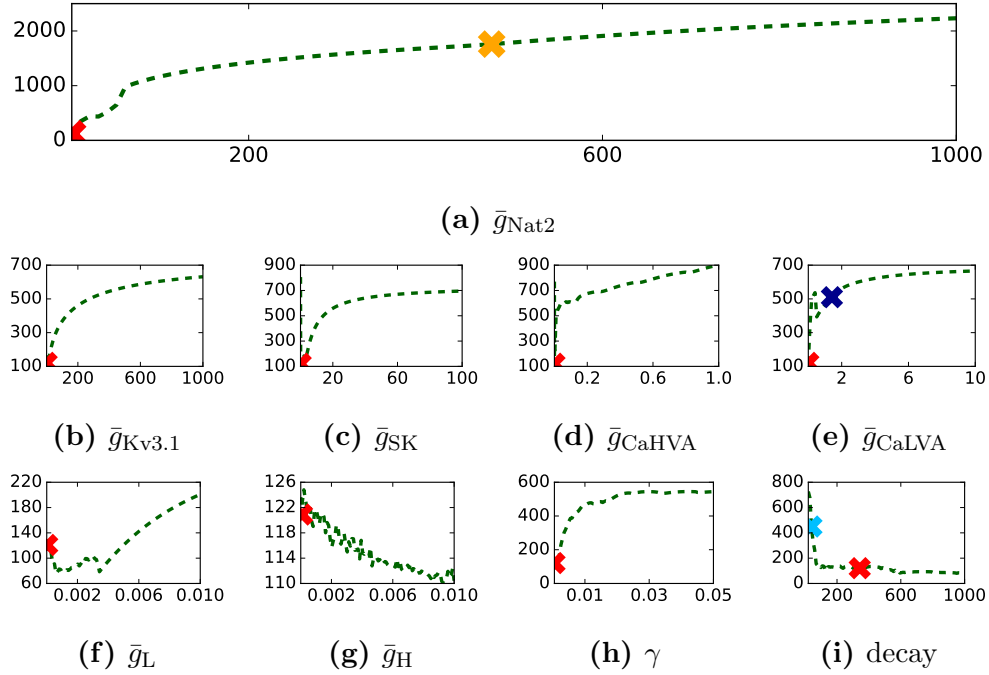 2000
1000
0
200 600 1000
(a) ḡNat2
700 500 300 100
200 600 1000
(b) ḡKv3.1
900 700 500 300 100
20 60 100
(c) ḡSK
900 700 500 300 100
0.2 0.6 1.0
(d) ḡCaHVA
700 500 300 100
2 6 10
(e) ḡCaLVA
220 180 140 100 60
0.002 0.006 0.010
(f) ḡL
126 123 120 117 114 110
0.002 0.006 0.010
(g) ḡH
600 400 200 0
0.01 0.03 0.05
(h) γ
800 600 400 200 0
200 600 1000
(i) decay